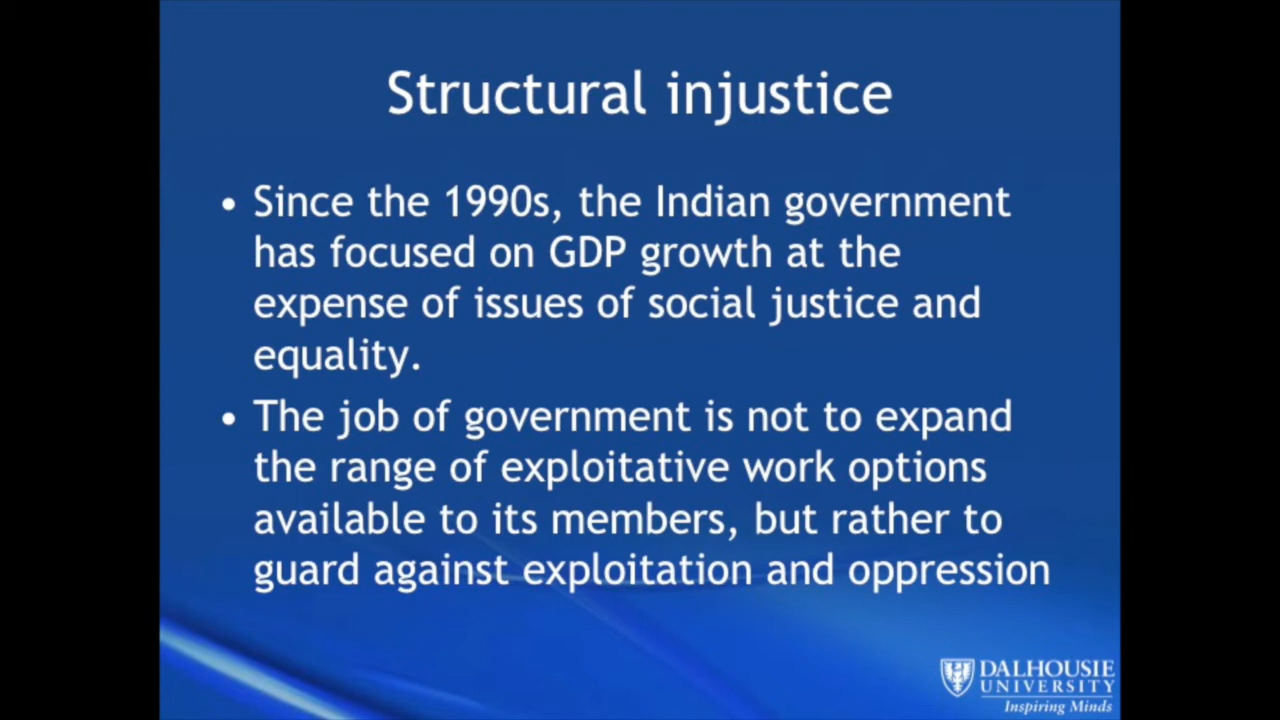 Structural injustice
• Since the 1990s, the Indian government
has focused on GDP growth at the
expense of issues of social justice and
equality.
• The job of government is not to expand
the range of exploitative work options
available to its members, but rather to
guard against exploitation and oppression
DALHOUSIE
UNIVERSITY
Inspiring Minds